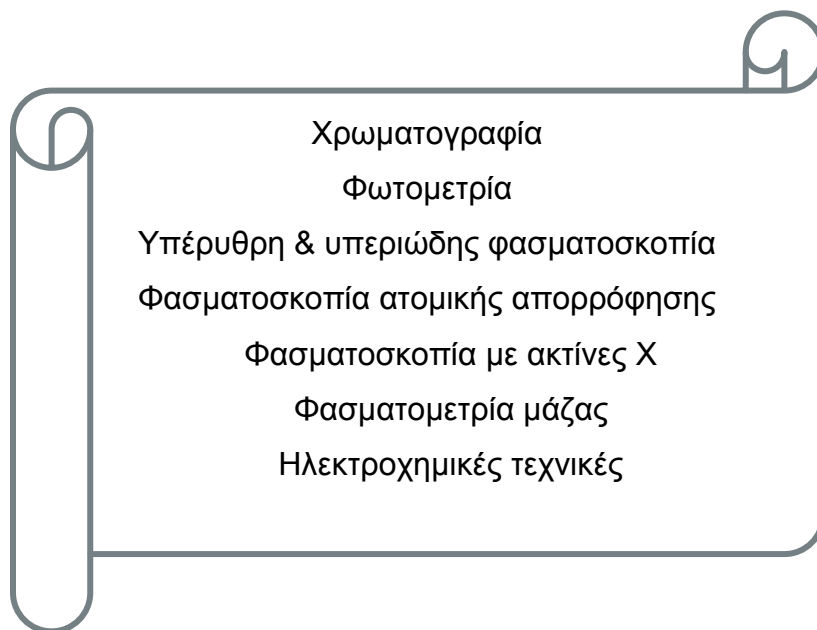 Χρωματογραφία
Φωτομετρία
Υπέρυθρη & υπεριώδης φασματοσκοπία
Φασματοσκοπία ατομικής απορρόφησης
Φασματοσκοπία με ακτίνες Χ
Φασματομετρία μάζας
Ηλεκτροχημικές τεχνικές